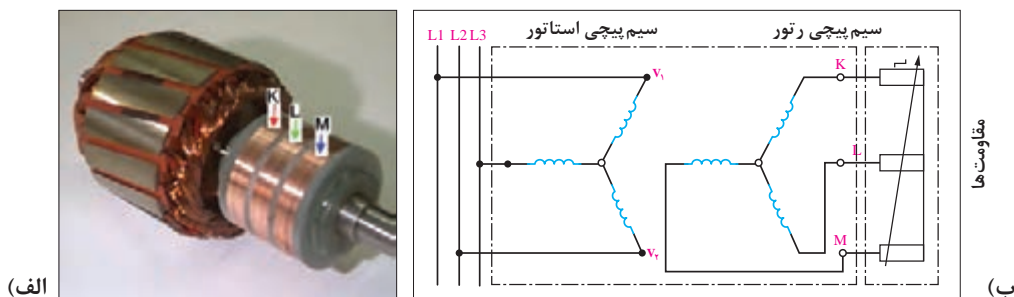 سیم‌پیچی استاتور
سیم‌پیچی رتور
L1 L2 L3
V۱
V۲
K
L
M
مقاومت‌ها
K
L
M
الف)
ب)